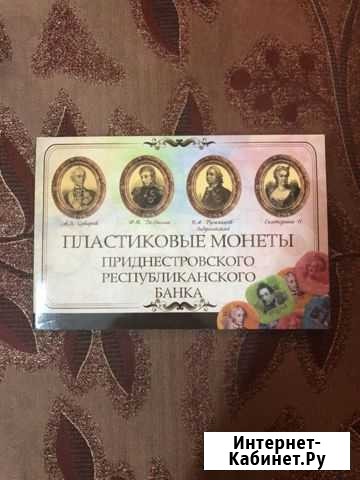 А.В. Суворов
Ф.П. Де Волан
П.А. Румянцев
Задунайский
Екатерина II
ПЛАСТИКОВЫЕ МОНЕТЫ
ПРИДНЕСТРОВСКОГО
РЕСПУБЛИКАНСКОГО
БАНКА
Интернет-
Кабинет.Ру